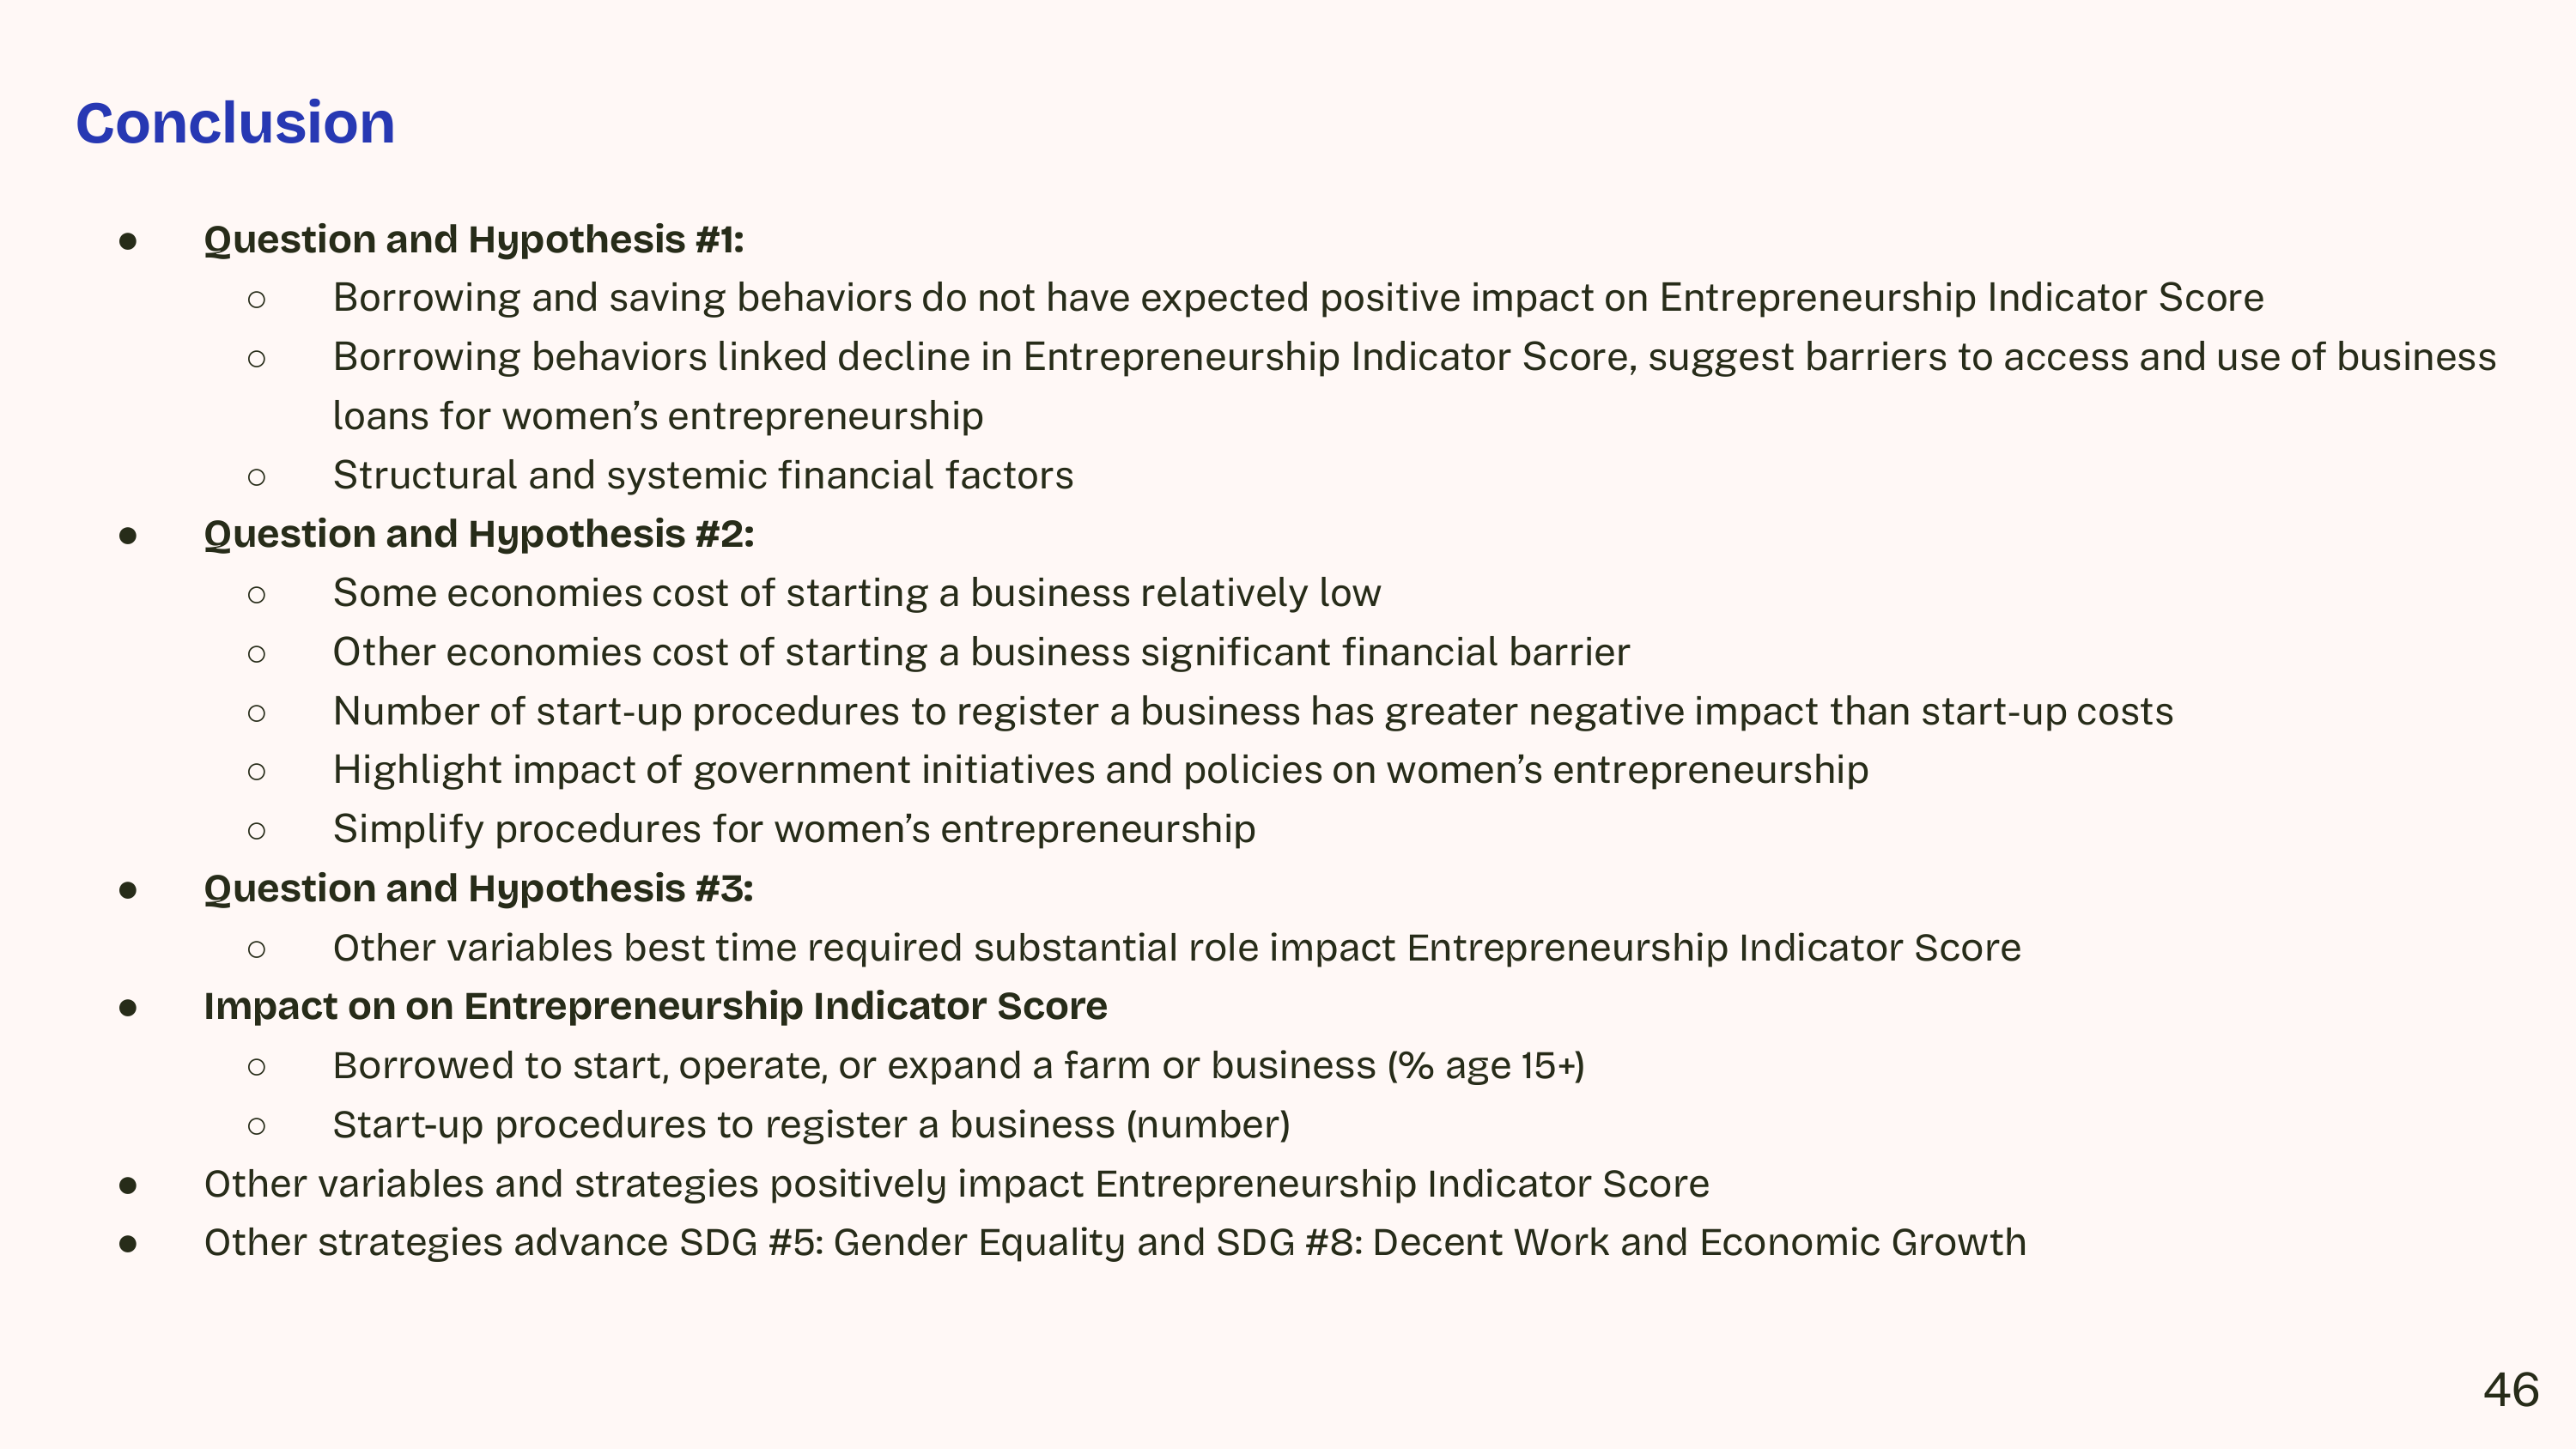 Conclusion
● Question and Hypothesis #1:
○ Borrowing and saving behaviors do not have expected positive impact on Entrepreneurship Indicator Score
○ Borrowing behaviors linked decline in Entrepreneurship Indicator Score, suggest barriers to access and use of business
loans for women’s entrepreneurship
○ Structural and systemic financial factors
● Question and Hypothesis #2:
○ Some economies cost of starting a business relatively low
○ Other economies cost of starting a business significant financial barrier
○ Number of start-up procedures to register a business has greater negative impact than start-up costs
○ Highlight impact of government initiatives and policies on women’s entrepreneurship
○ Simplify procedures for women’s entrepreneurship
● Question and Hypothesis #3:
○ Other variables best time required substantial role impact Entrepreneurship Indicator Score
● Impact on on Entrepreneurship Indicator Score
○ Borrowed to start, operate, or expand a farm or business (% age 15+)
○ Start-up procedures to register a business (number)
● Other variables and strategies positively impact Entrepreneurship Indicator Score
● Other strategies advance SDG #5: Gender Equality and SDG #8: Decent Work and Economic Growth
46